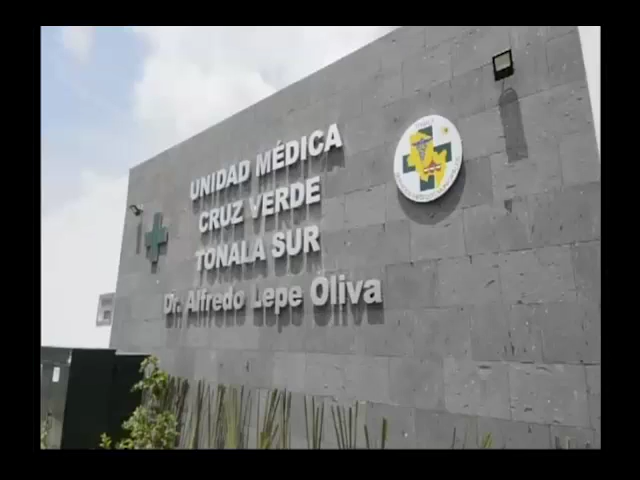 UNIDAD MÉDICA
CRUZ VERDE
TONALA SUR
Dr. Alfredo Lepe Oliva